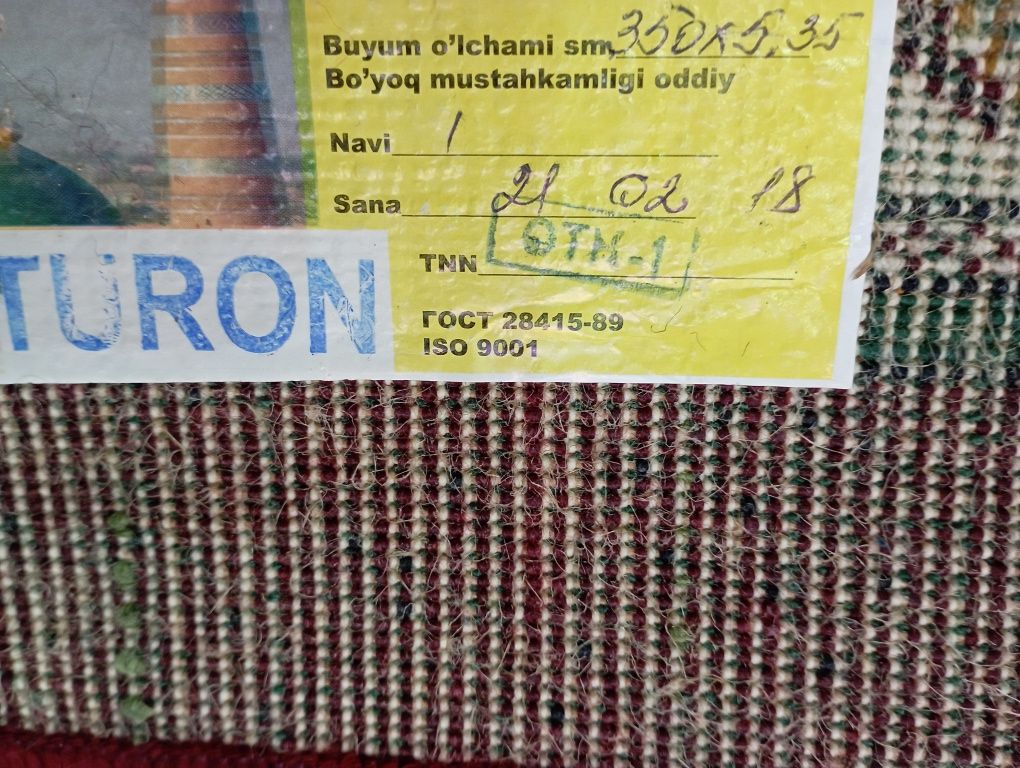 Buyum o'lchami sm, 350x5,35
Bo'yoq mustahkamligi oddiy
Navi 1
Sana 21 02 18
TNN ОТК-1
TURON
ГОСТ 28415-89
ISO 9001